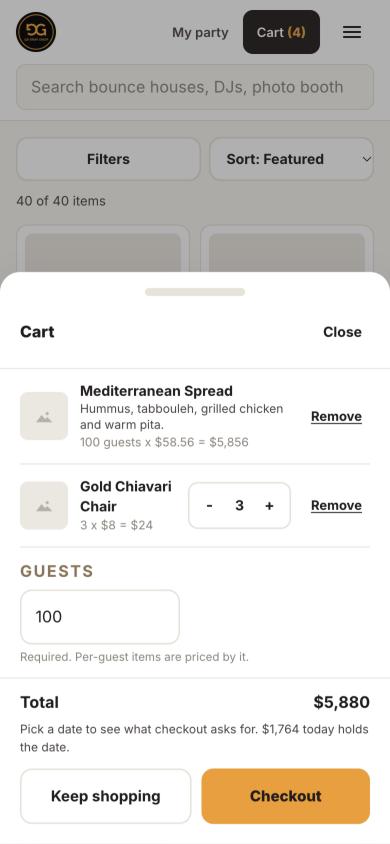 DG
My party
Cart (4)
Search bounce houses, DJs, photo booth
Filters
Sort: Featured
40 of 40 items
Cart
Close
Mediterranean Spread
Hummus, tabbouleh, grilled chicken
and warm pita.
100 guests x $58.56 = $5,856
Remove
Gold Chiavari
Chair
3 x $8 = $24
- 3 +
Remove
GUESTS
100
Required. Per-guest items are priced by it.
Total
$5,880
Pick a date to see what checkout asks for. $1,764 today holds
the date.
Keep shopping
Checkout